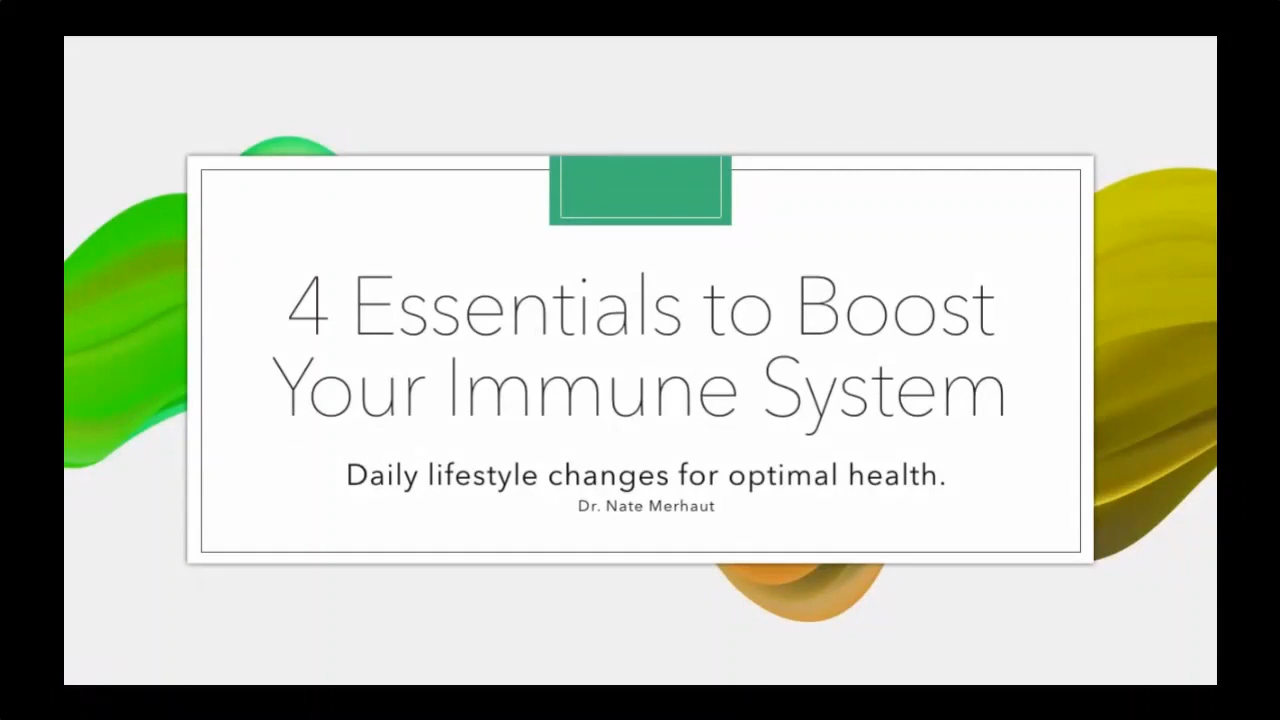 4 Essentials to Boost
Your Immune System
Daily lifestyle changes for optimal health.
Dr. Nate Merhaut